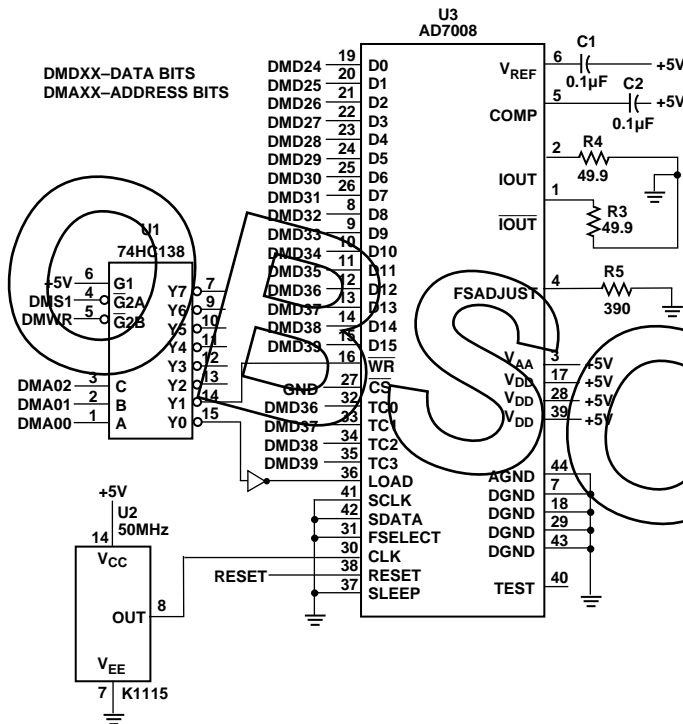 U3
AD7008
DMDXX–DATA BITS
DMAXX–ADDRESS BITS
DMD24 19 D0
DMD25 20 D1
DMD26 21 D2
DMD27 22 D3
DMD28 23 D4
DMD29 24 D5
DMD30 25 D6
DMD31 26 D7
DMD32 8 D8
DMD33 9 D9
DMD34 10 D10
DMD35 11 D11
DMD36 12 D12
DMD37 13 D13
DMD38 14 D14
DMD39 15 D15
16 WR
GND 27 CS
DMD36 32 TC0
DMD37 33 TC1
DMD38 34 TC2
DMD39 35 TC3
36 LOAD
41 SCLK
42 SDATA
31 FSELECT
30 CLK
RESET 38 RESET
37 SLEEP
VREF 6 C1 0.1µF +5V
COMP 5 C2 0.1µF +5V
IOUT 2 R4 49.9
IOUT 1 R3 49.9
FSADJUST 4 R5 390
VAA 3 +5V
VDD 17 +5V
VDD 28 +5V
VDD 39 +5V
AGND 44
DGND 7
DGND 18
DGND 29
DGND 43
TEST 40
U1
74HC138
+5V 6 G1
DMS1 4 G2A
DMWR 5 G2B
DMA02 3 C
DMA01 2 B
DMA00 1 A
Y7 7
Y6 9
Y5 10
Y4 11
Y3 12
Y2 13
Y1 14
Y0 15
+5V
U2
50MHz
14
VCC
OUT 8
VEE
7 K1115
OBSO